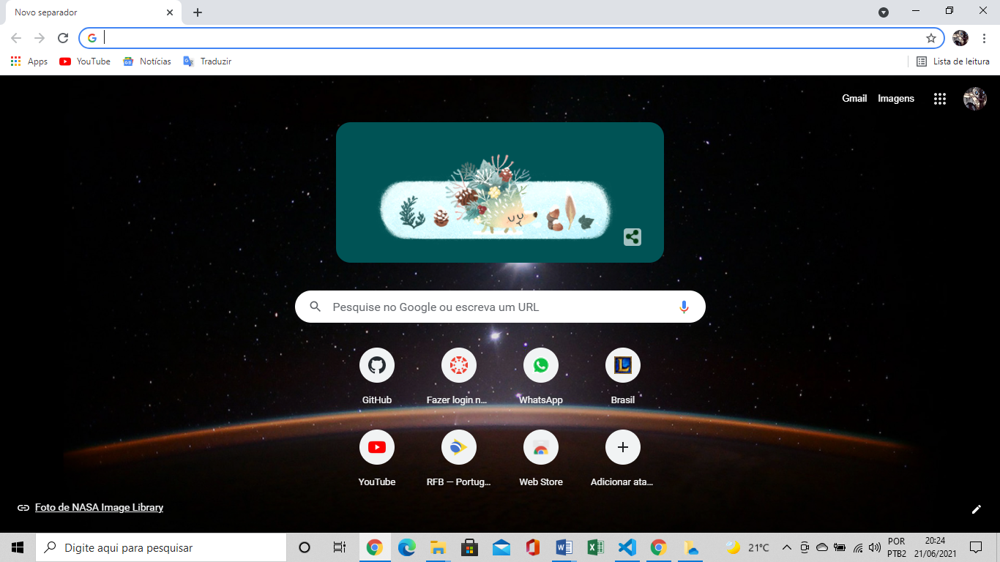 Novo separador
Apps YouTube Notícias Traduzir Lista de leitura
Gmail Imagens
Pesquise no Google ou escreva um URL
GitHub Fazer login n... WhatsApp Brasil
YouTube RFB — Portug... Web Store Adicionar ata...
Foto de NASA Image Library
Digite aqui para pesquisar 21°C POR 20:24
PTB2 21/06/2021